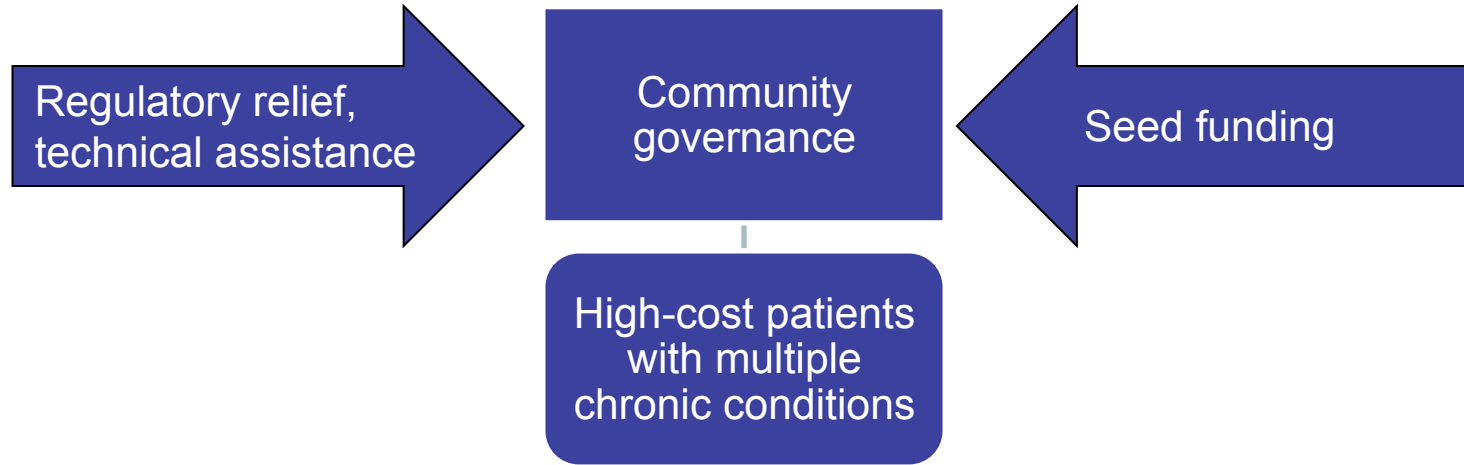 Regulatory relief,
technical assistance
Community
governance
Seed funding
High-cost patients
with multiple
chronic conditions